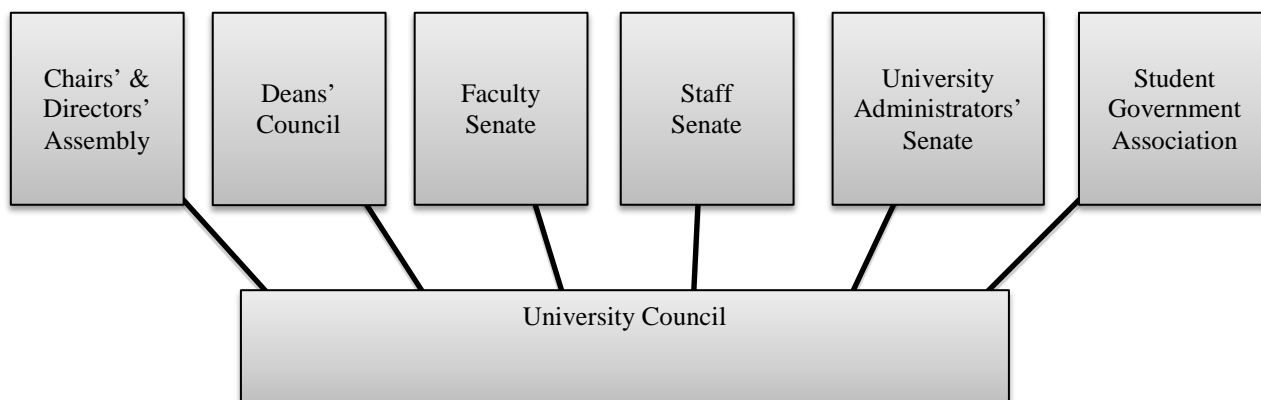 Chairs’ &
Directors’
Assembly
Deans’
Council
Faculty
Senate
Staff
Senate
University
Administrators’
Senate
Student
Government
Association
University Council